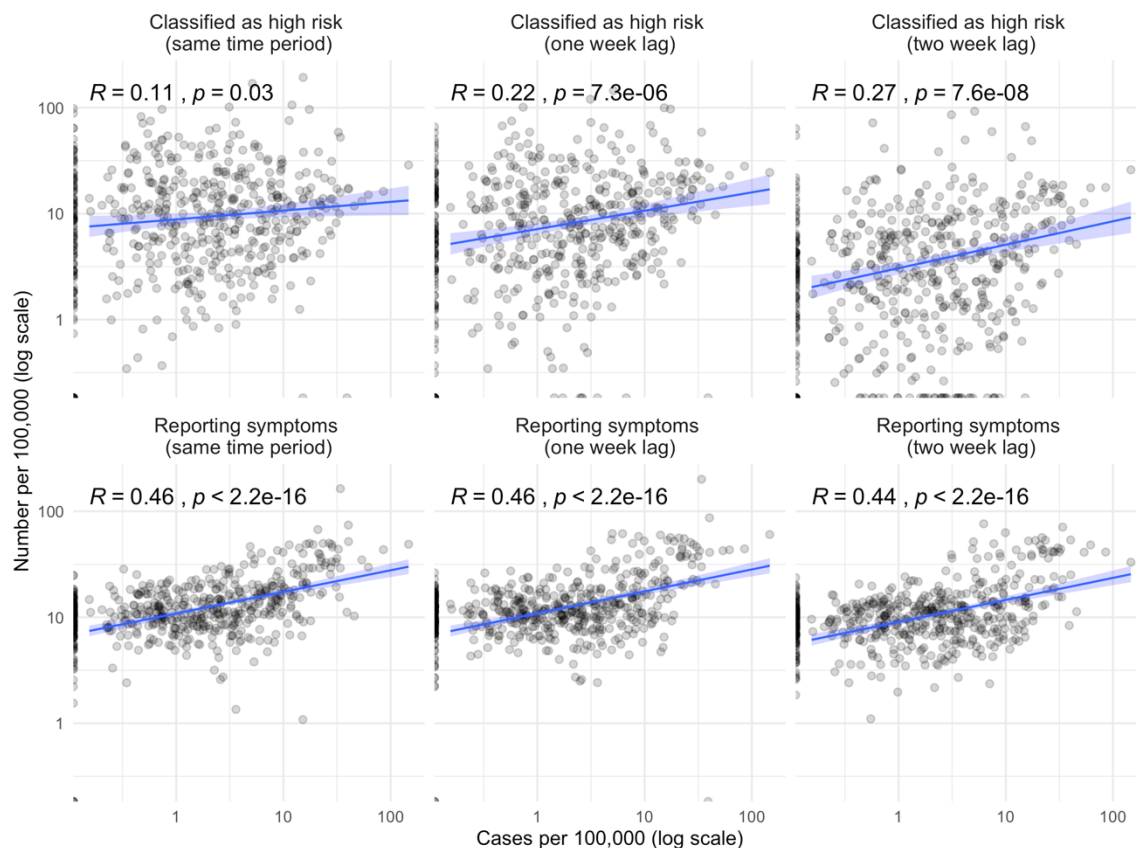 Classified as high risk
(same time period)
Classified as high risk
(one week lag)
Classified as high risk
(two week lag)
R = 0.11 , p = 0.03
R = 0.22 , p = 7.3e-06
R = 0.27 , p = 7.6e-08
100
10
1
Reporting symptoms
(same time period)
Reporting symptoms
(one week lag)
Reporting symptoms
(two week lag)
R = 0.46 , p < 2.2e-16
R = 0.46 , p < 2.2e-16
R = 0.44 , p < 2.2e-16
100
10
1
Number per 100,000 (log scale)
1
10
100
1
10
100
1
10
100
Cases per 100,000 (log scale)